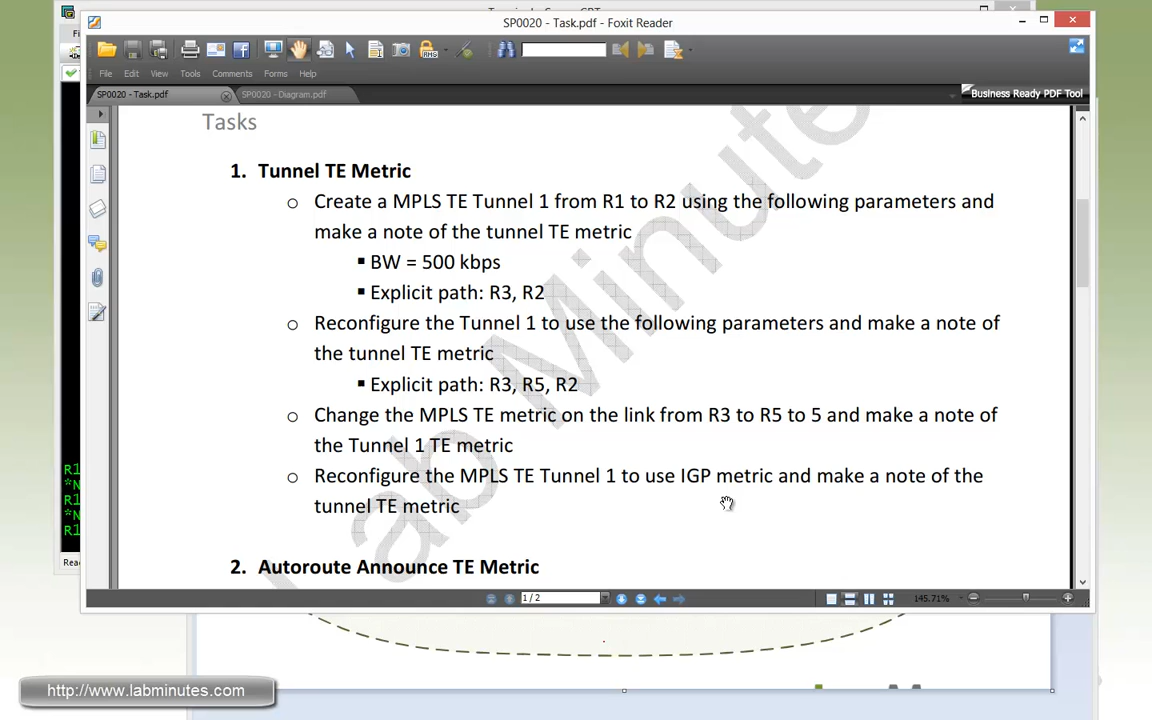 SP0020 - Task.pdf - Foxit Reader
File Edit View Tools Comments Forms Help
SP0020 - Task.pdf
SP0020 - Diagram.pdf
Business Ready PDF Tool
Tasks
1. Tunnel TE Metric
o Create a MPLS TE Tunnel 1 from R1 to R2 using the following parameters and
make a note of the tunnel TE metric
▪ BW = 500 kbps
▪ Explicit path: R3, R2
o Reconfigure the Tunnel 1 to use the following parameters and make a note of
the tunnel TE metric
▪ Explicit path: R3, R5, R2
o Change the MPLS TE metric on the link from R3 to R5 to 5 and make a note of
the Tunnel 1 TE metric
o Reconfigure the MPLS TE Tunnel 1 to use IGP metric and make a note of the
tunnel TE metric
2. Autoroute Announce TE Metric
Lab Minute
R1
*N
R1
*N
R1
Rea
1 / 2
145.71%
http://www.labminutes.com